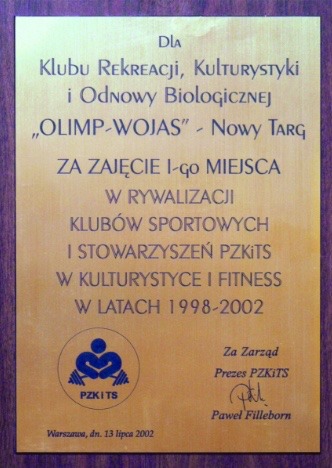 Dla
Klubu Rekreacji, Kulturystyki
i Odnowy Biologicznej
„OLIMP-WOJAS” - Nowy Targ
ZA ZAJĘCIE I-go MIEJSCA
W RYWALIZACJI
KLUBÓW SPORTOWYCH
I STOWARZYSZEŃ PZKiTS
W KULTURYSTYCE I FITNESS
W LATACH 1998-2002
PZKiTS
Za Zarząd
Prezes PZKiTS
Paweł Filleborn
Warszawa, dn. 13 lipca 2002